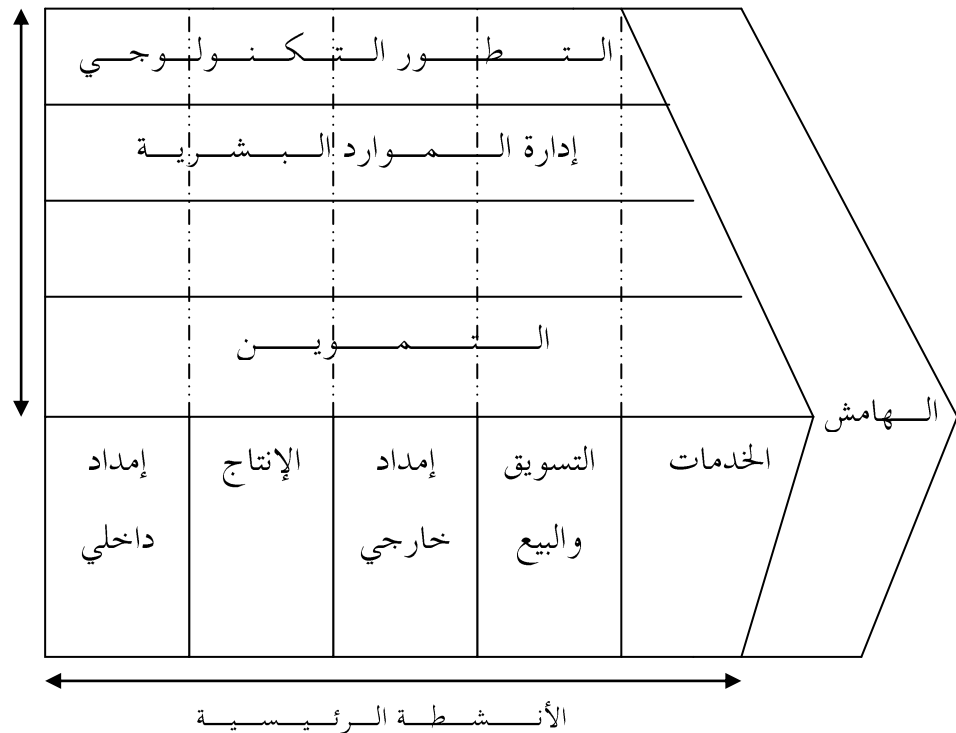 التطور التكنولوجي
إدارة الموارد البشرية
التموين
الهامش
إمداد
داخلي
الإنتاج
إمداد
خارجي
التسويق
والبيع
الخدمات
الأنشطة الرئيسية